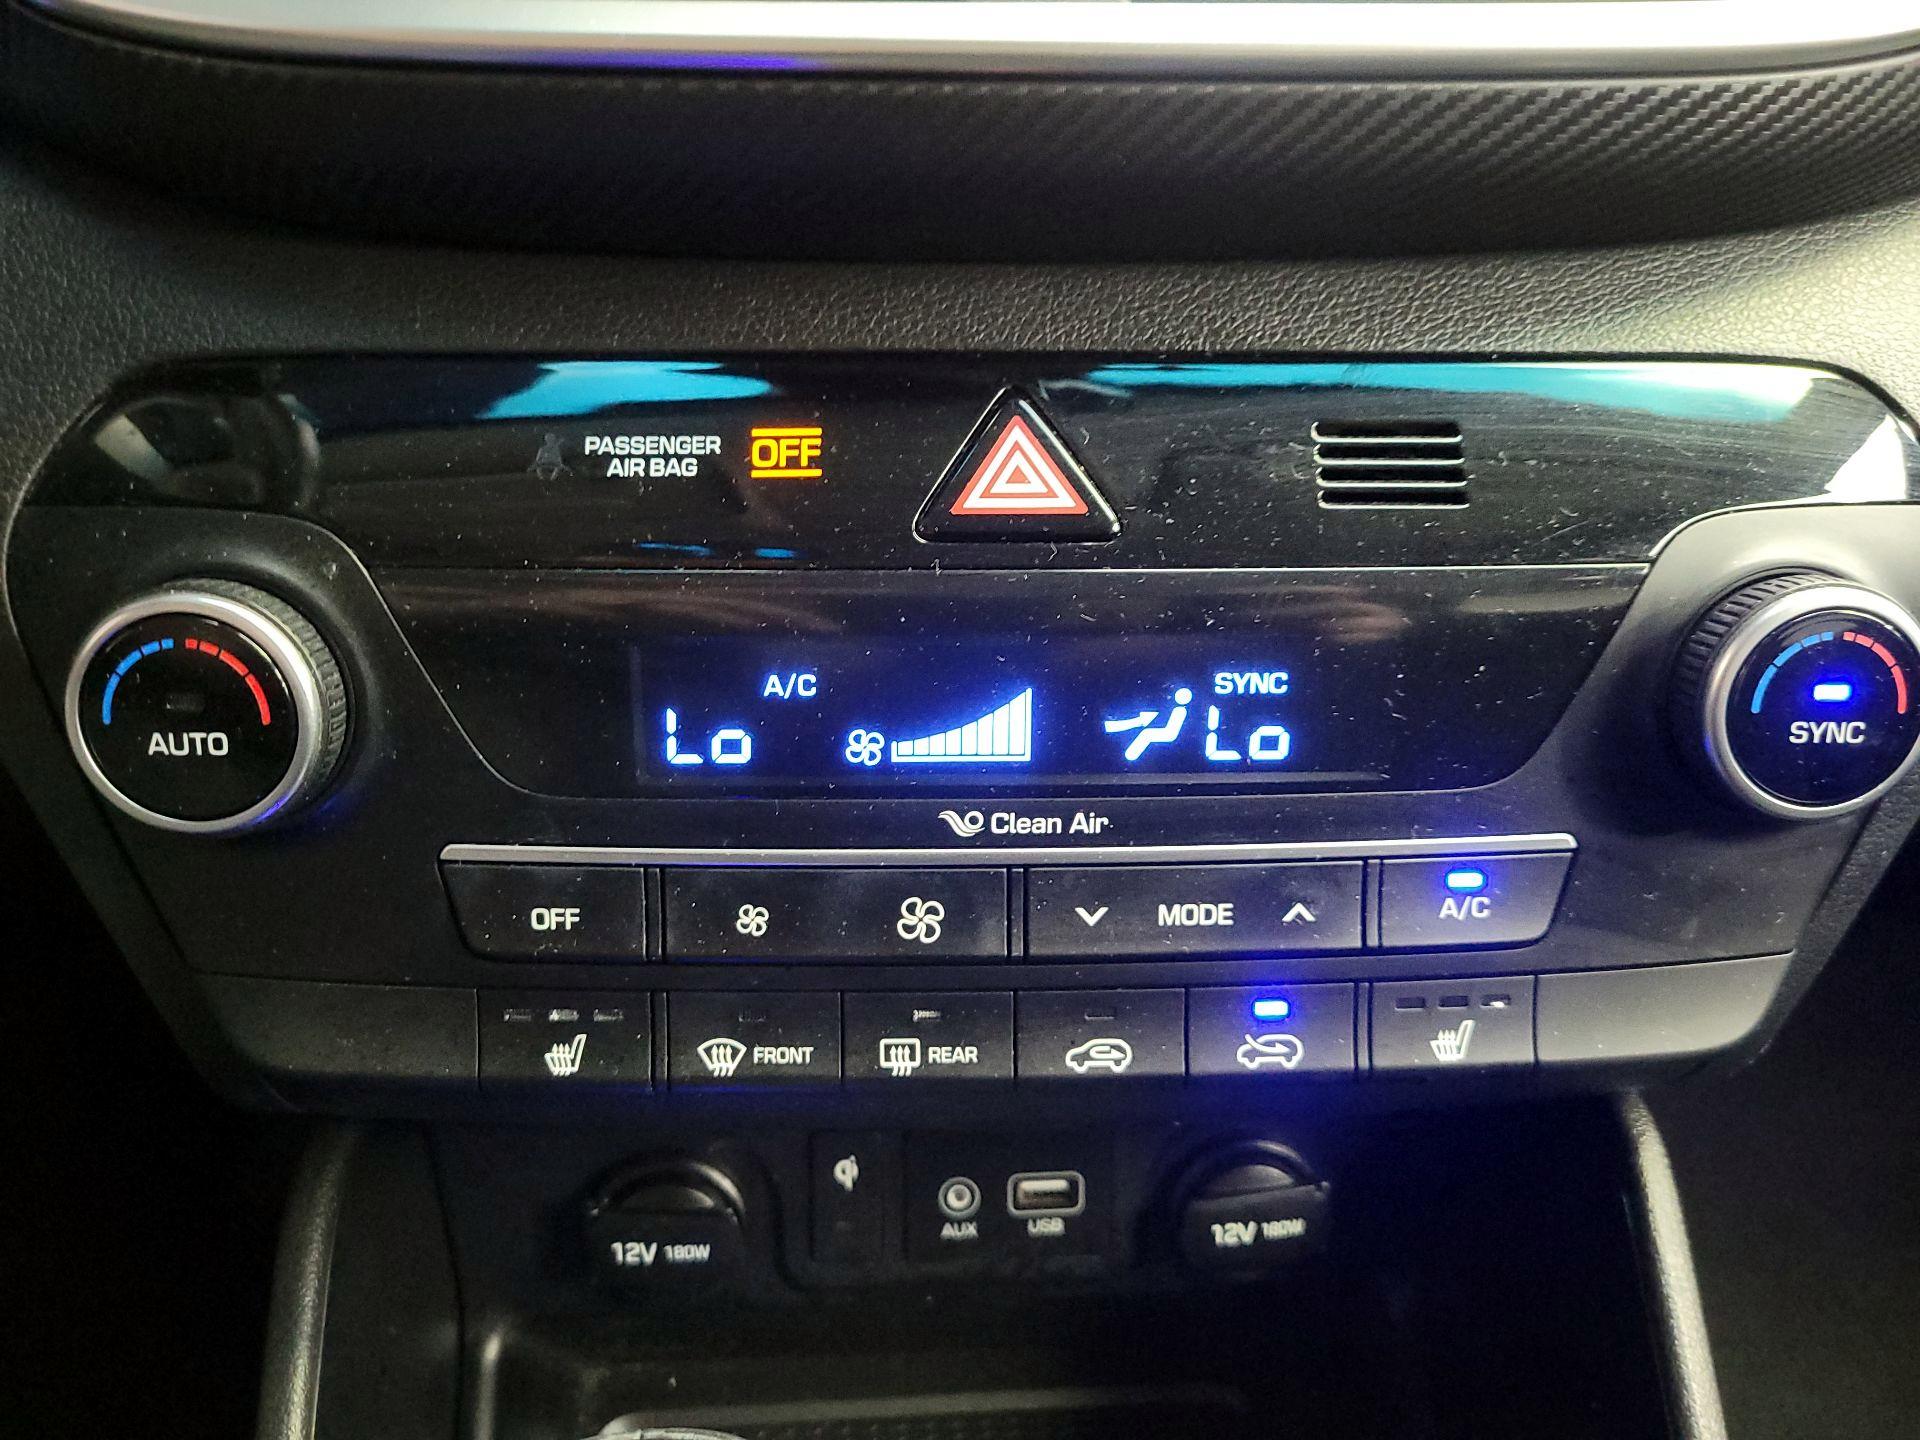 PASSENGER
AIR BAG
OFF
A/C
SYNC
Lo
Lo
AUTO
SYNC
Clean Air
OFF
MODE
A/C
FRONT
REAR
AUX
USB
12V 180W
12V 180W